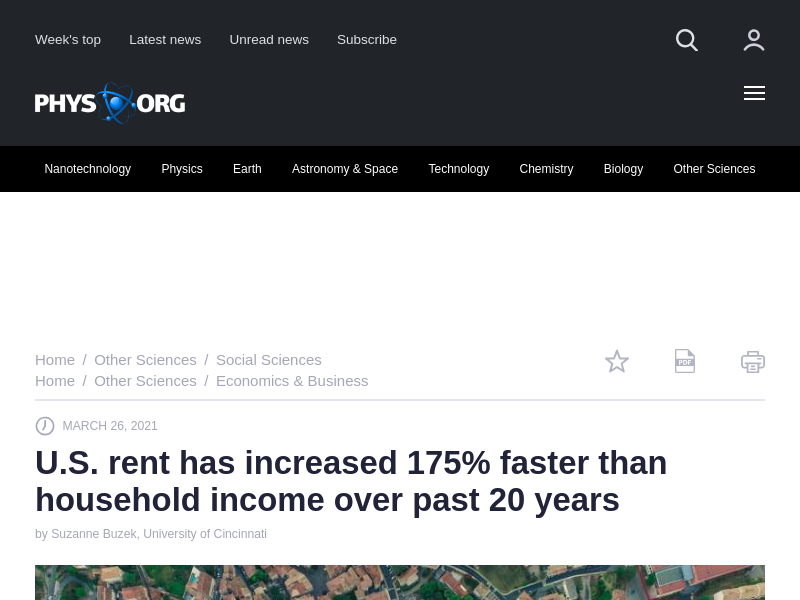 Week's top Latest news Unread news Subscribe
PHYS ORG
Nanotechnology Physics Earth Astronomy & Space Technology Chemistry Biology Other Sciences
Home / Other Sciences / Social Sciences
PDF
Home / Other Sciences / Economics & Business
MARCH 26, 2021
U.S. rent has increased 175% faster than
household income over past 20 years
by Suzanne Buzek, University of Cincinnati